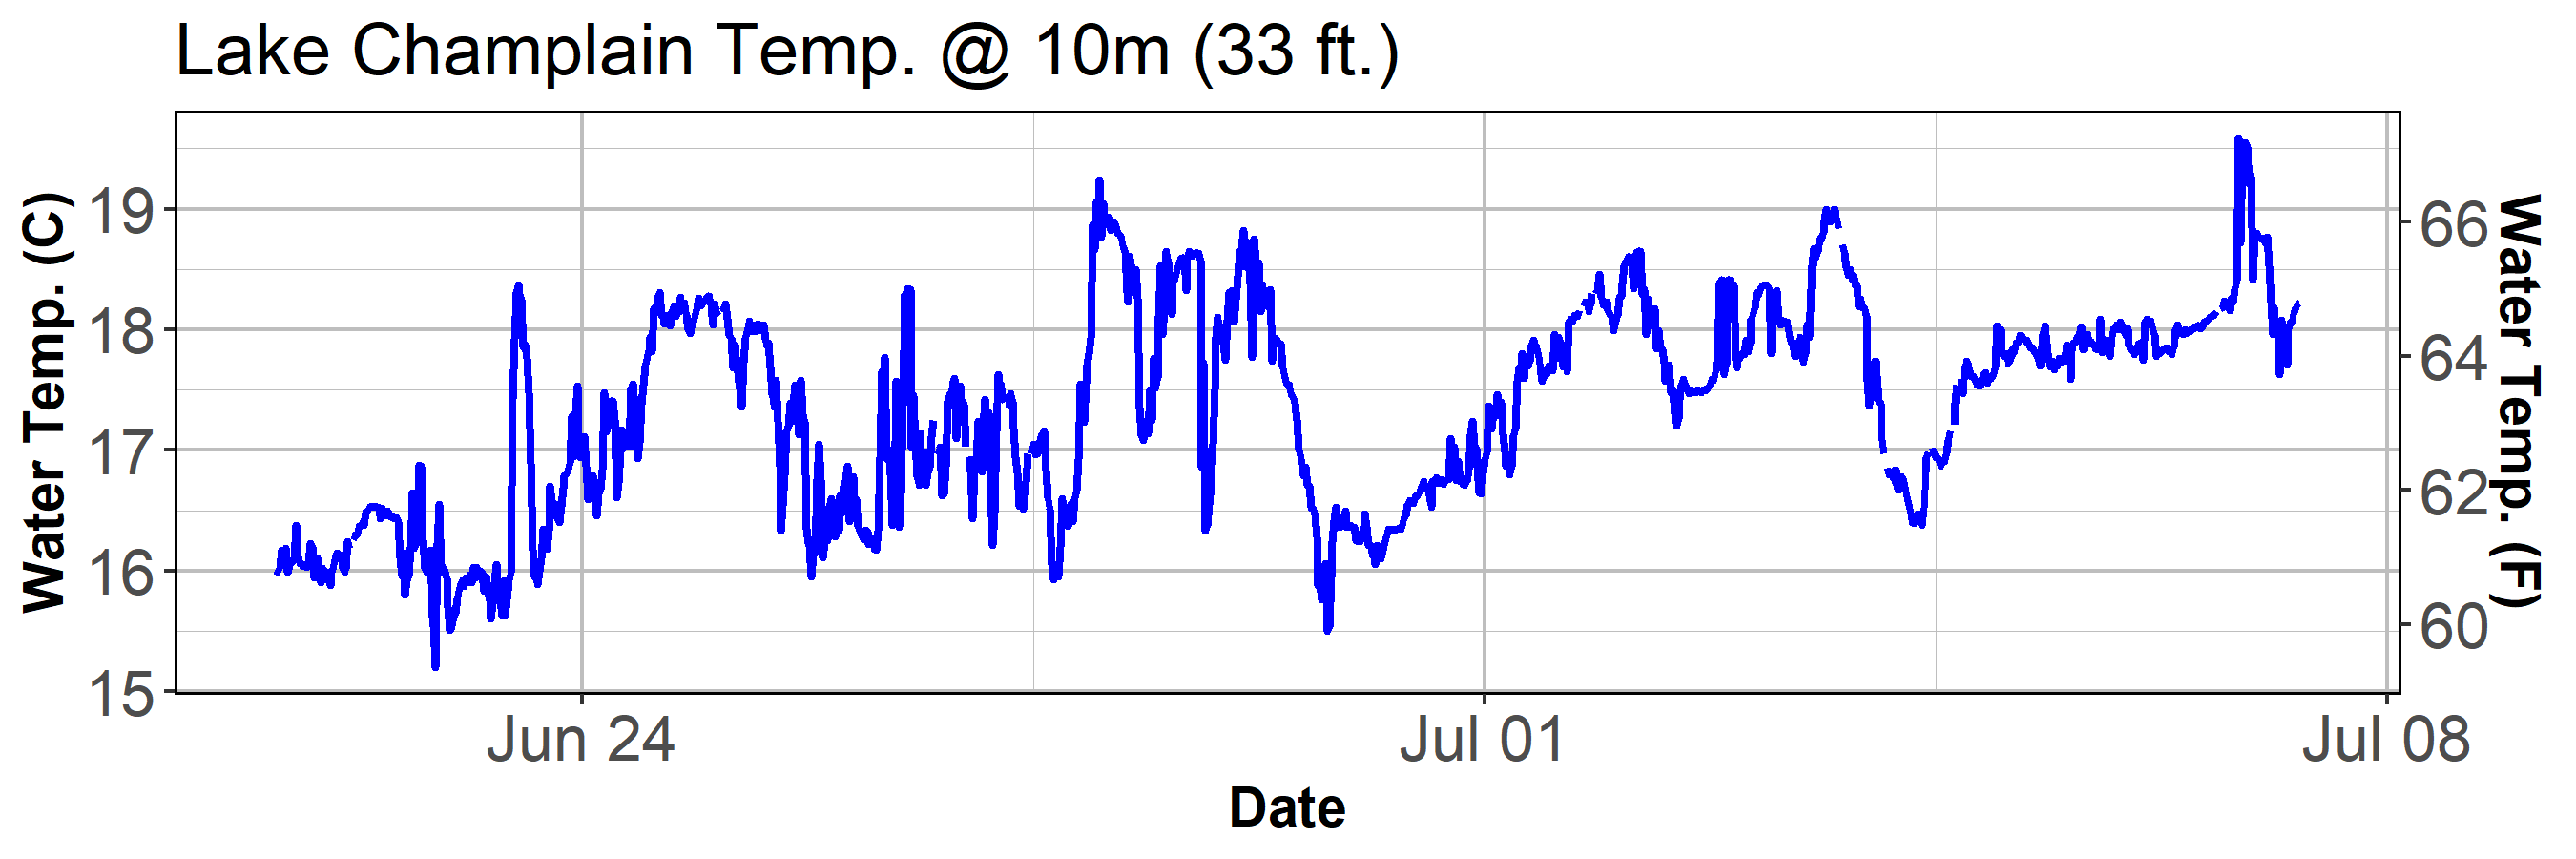 Lake Champlain Temp. @ 10m (33 ft.)
Water Temp. (C)
19
18
17
16
15
66
64
62
60
Water Temp. (F)
Jun 24
Jul 01
Jul 08
Date